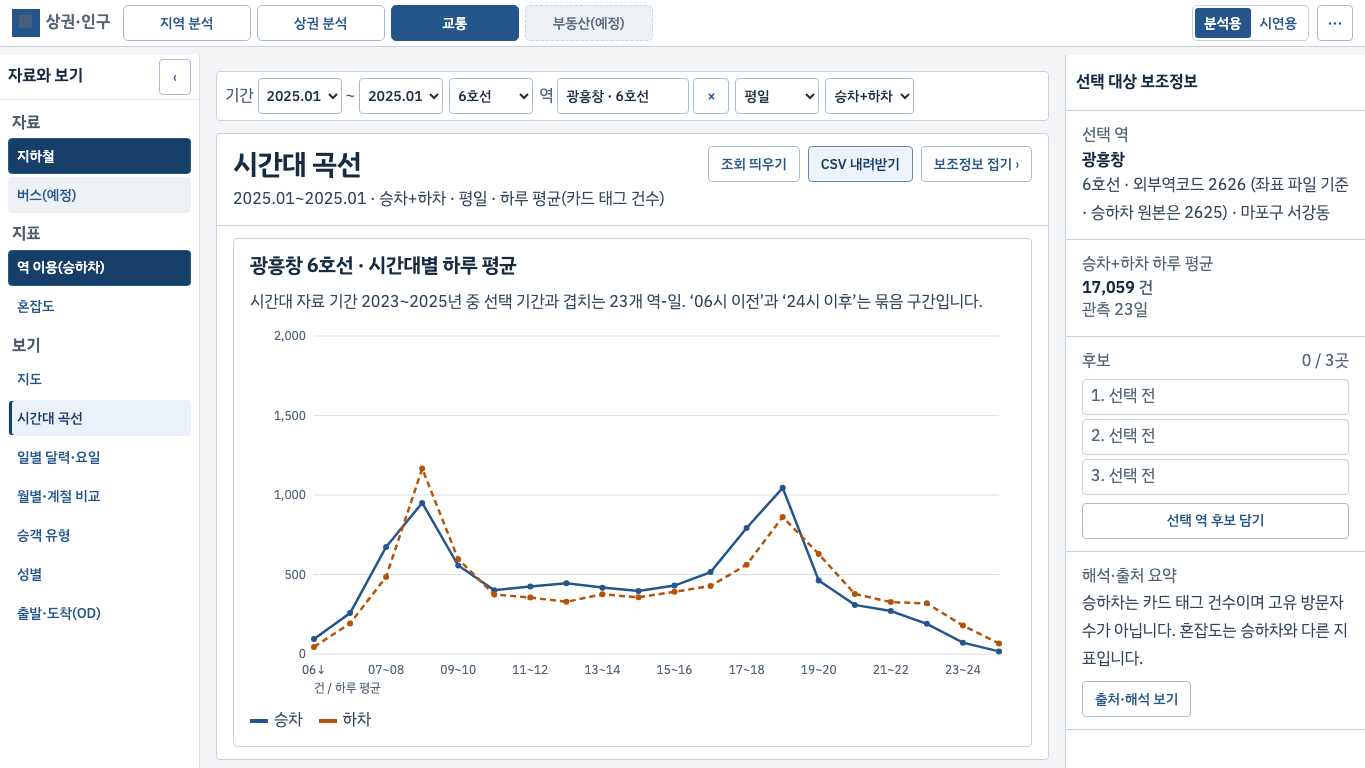 상권·인구
지역 분석
상권 분석
교통
부동산(예정)
분석용
시연용
···
자료와 보기
‹
자료
지하철
버스(예정)
지표
역 이용(승하차)
혼잡도
보기
지도
시간대 곡선
일별 달력·요일
월별·계절 비교
승객 유형
성별
출발·도착(OD)
기간 2025.01 ~ 2025.01 6호선 역 광흥창 · 6호선 × 평일 승차+하차
시간대 곡선
조회 띄우기
CSV 내려받기
보조정보 접기 ›
2025.01~2025.01 · 승차+하차 · 평일 · 하루 평균(카드 태그 건수)
광흥창 6호선 · 시간대별 하루 평균
시간대 자료 기간 2023~2025년 중 선택 기간과 겹치는 23개 역-일. ‘06시 이전’과 ‘24시 이후’는 묶음 구간입니다.
2,000
1,500
1,000
500
0
06↓ 07~08 09~10 11~12 13~14 15~16 17~18 19~20 21~22 23~24
건 / 하루 평균
승차 하차
선택 대상 보조정보
선택 역
광흥창
6호선 · 외부역코드 2626 (좌표 파일 기준
· 승하차 원본은 2625) · 마포구 서강동
승차+하차 하루 평균
17,059 건
관측 23일
후보 0 / 3곳
1. 선택 전
2. 선택 전
3. 선택 전
선택 역 후보 담기
해석·출처 요약
승하차는 카드 태그 건수이며 고유 방문자
수가 아닙니다. 혼잡도는 승하차와 다른 지
표입니다.
출처·해석 보기